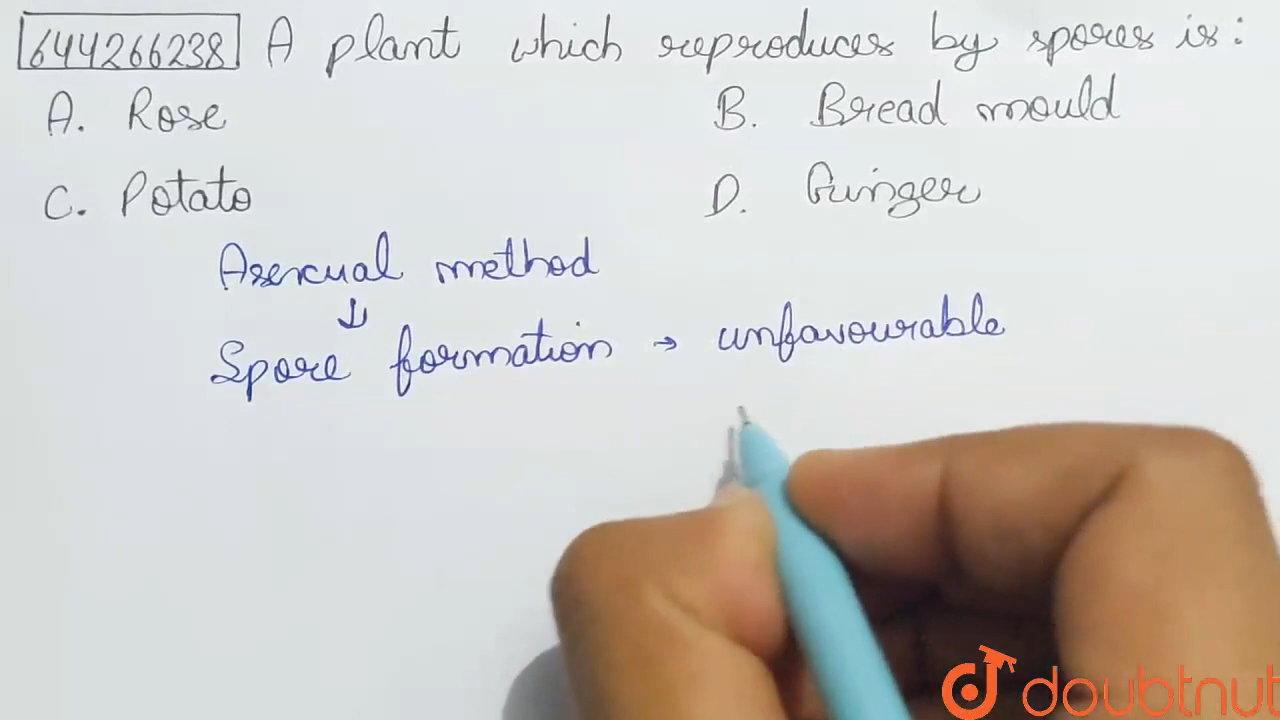 644266238 A plant which reproduces by spores is:
A. Rose B. Bread mould
C. Potato D. Ginger
Asexual method
↓
Spore formation → unfavourable
doubtnut